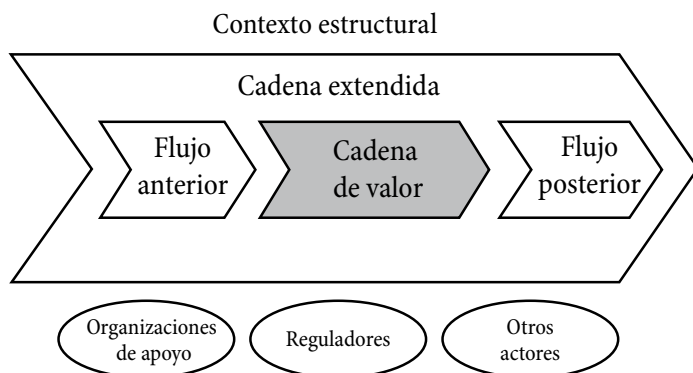 Contexto estructural
Cadena extendida
Flujo
anterior
Cadena
de valor
Flujo
posterior
Organizaciones
de apoyo
Reguladores
Otros
actores